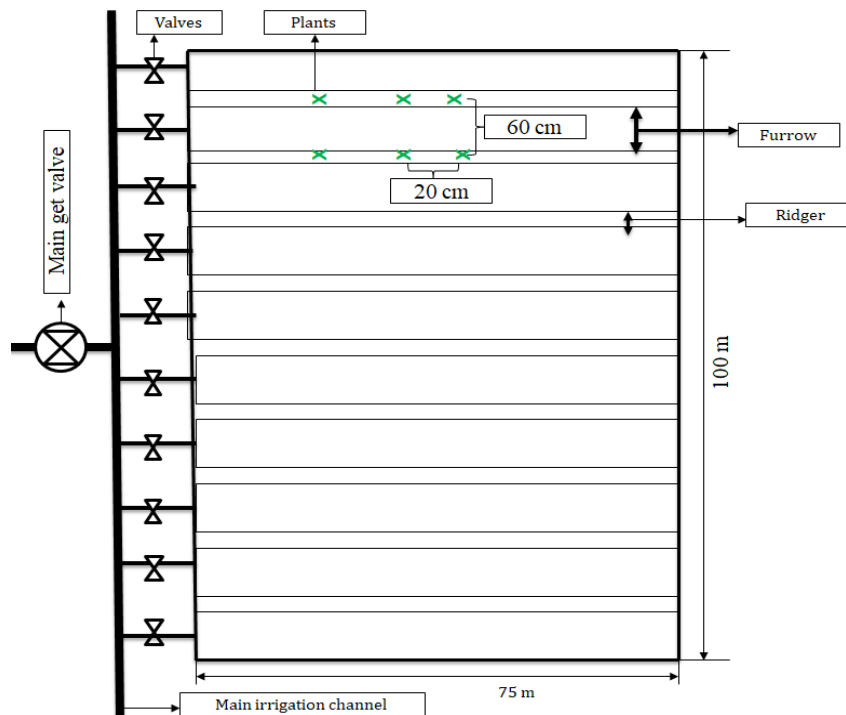 Valves
Plants
60 cm
Furrow
20 cm
Main get valve
Ridger
100 m
75 m
Main irrigation channel